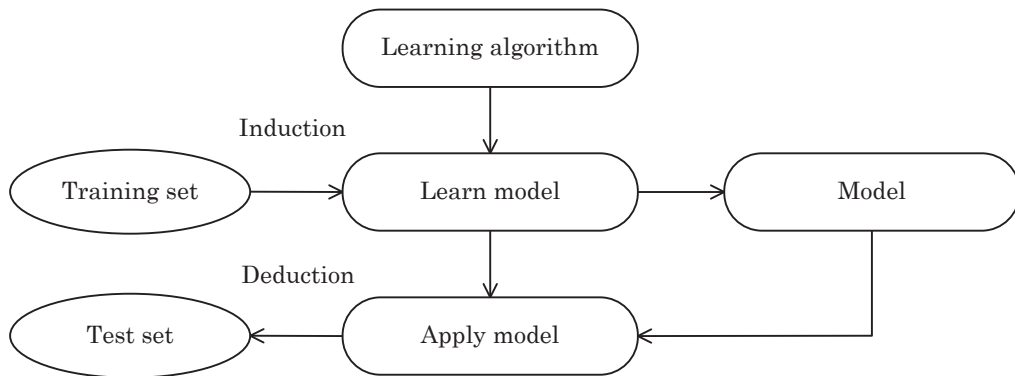 Learning algorithm
Induction
Training set
Learn model
Model
Deduction
Test set
Apply model